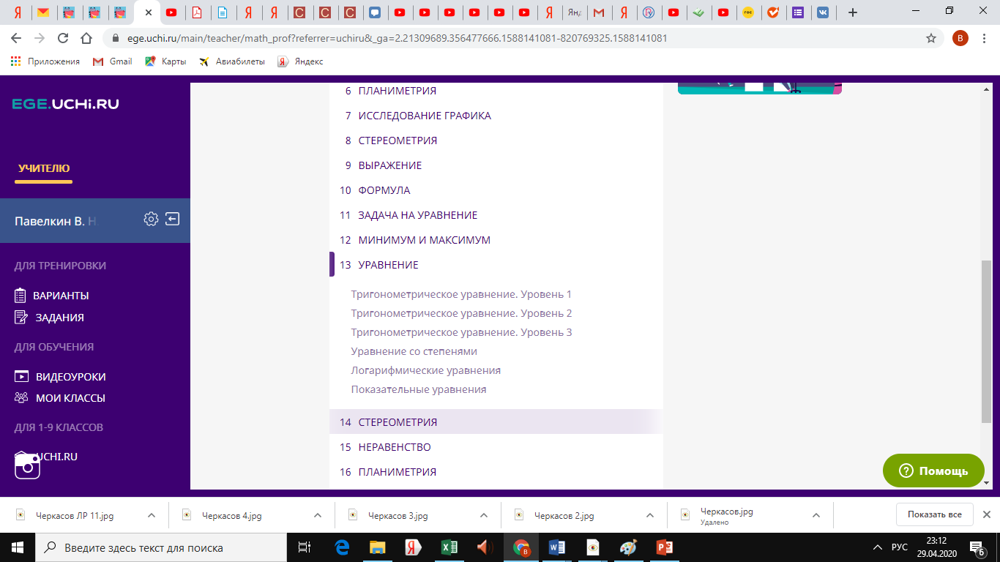 Янд
ege.uchi.ru/main/teacher/math_prof?referrer=uchiru&_ga=2.21309689.356477666.1588141081-820769325.1588141081
В
Приложения
Gmail
Карты
Авиабилеты
Яндекс
EGE.UCHi.RU
УЧИТЕЛЮ
Павелкин В. Н
ДЛЯ ТРЕНИРОВКИ
ВАРИАНТЫ
ЗАДАНИЯ
ДЛЯ ОБУЧЕНИЯ
ВИДЕОУРОКИ
МОИ КЛАССЫ
ДЛЯ 1-9 КЛАССОВ
UCHI.RU
6 ПЛАНИМЕТРИЯ
7 ИССЛЕДОВАНИЕ ГРАФИКА
8 СТЕРЕОМЕТРИЯ
9 ВЫРАЖЕНИЕ
10 ФОРМУЛА
11 ЗАДАЧА НА УРАВНЕНИЕ
12 МИНИМУМ И МАКСИМУМ
13 УРАВНЕНИЕ
Тригонометрическое уравнение. Уровень 1
Тригонометрическое уравнение. Уровень 2
Тригонометрическое уравнение. Уровень 3
Уравнение со степенями
Логарифмические уравнения
Показательные уравнения
14 СТЕРЕОМЕТРИЯ
15 НЕРАВЕНСТВО
16 ПЛАНИМЕТРИЯ
Помощь
Черкасов ЛР 11.jpg
Черкасов 4.jpg
Черкасов 3.jpg
Черкасов 2.jpg
Черкасов.jpg
Удалено
Показать все
Введите здесь текст для поиска
РУС
23:12
29.04.2020
6